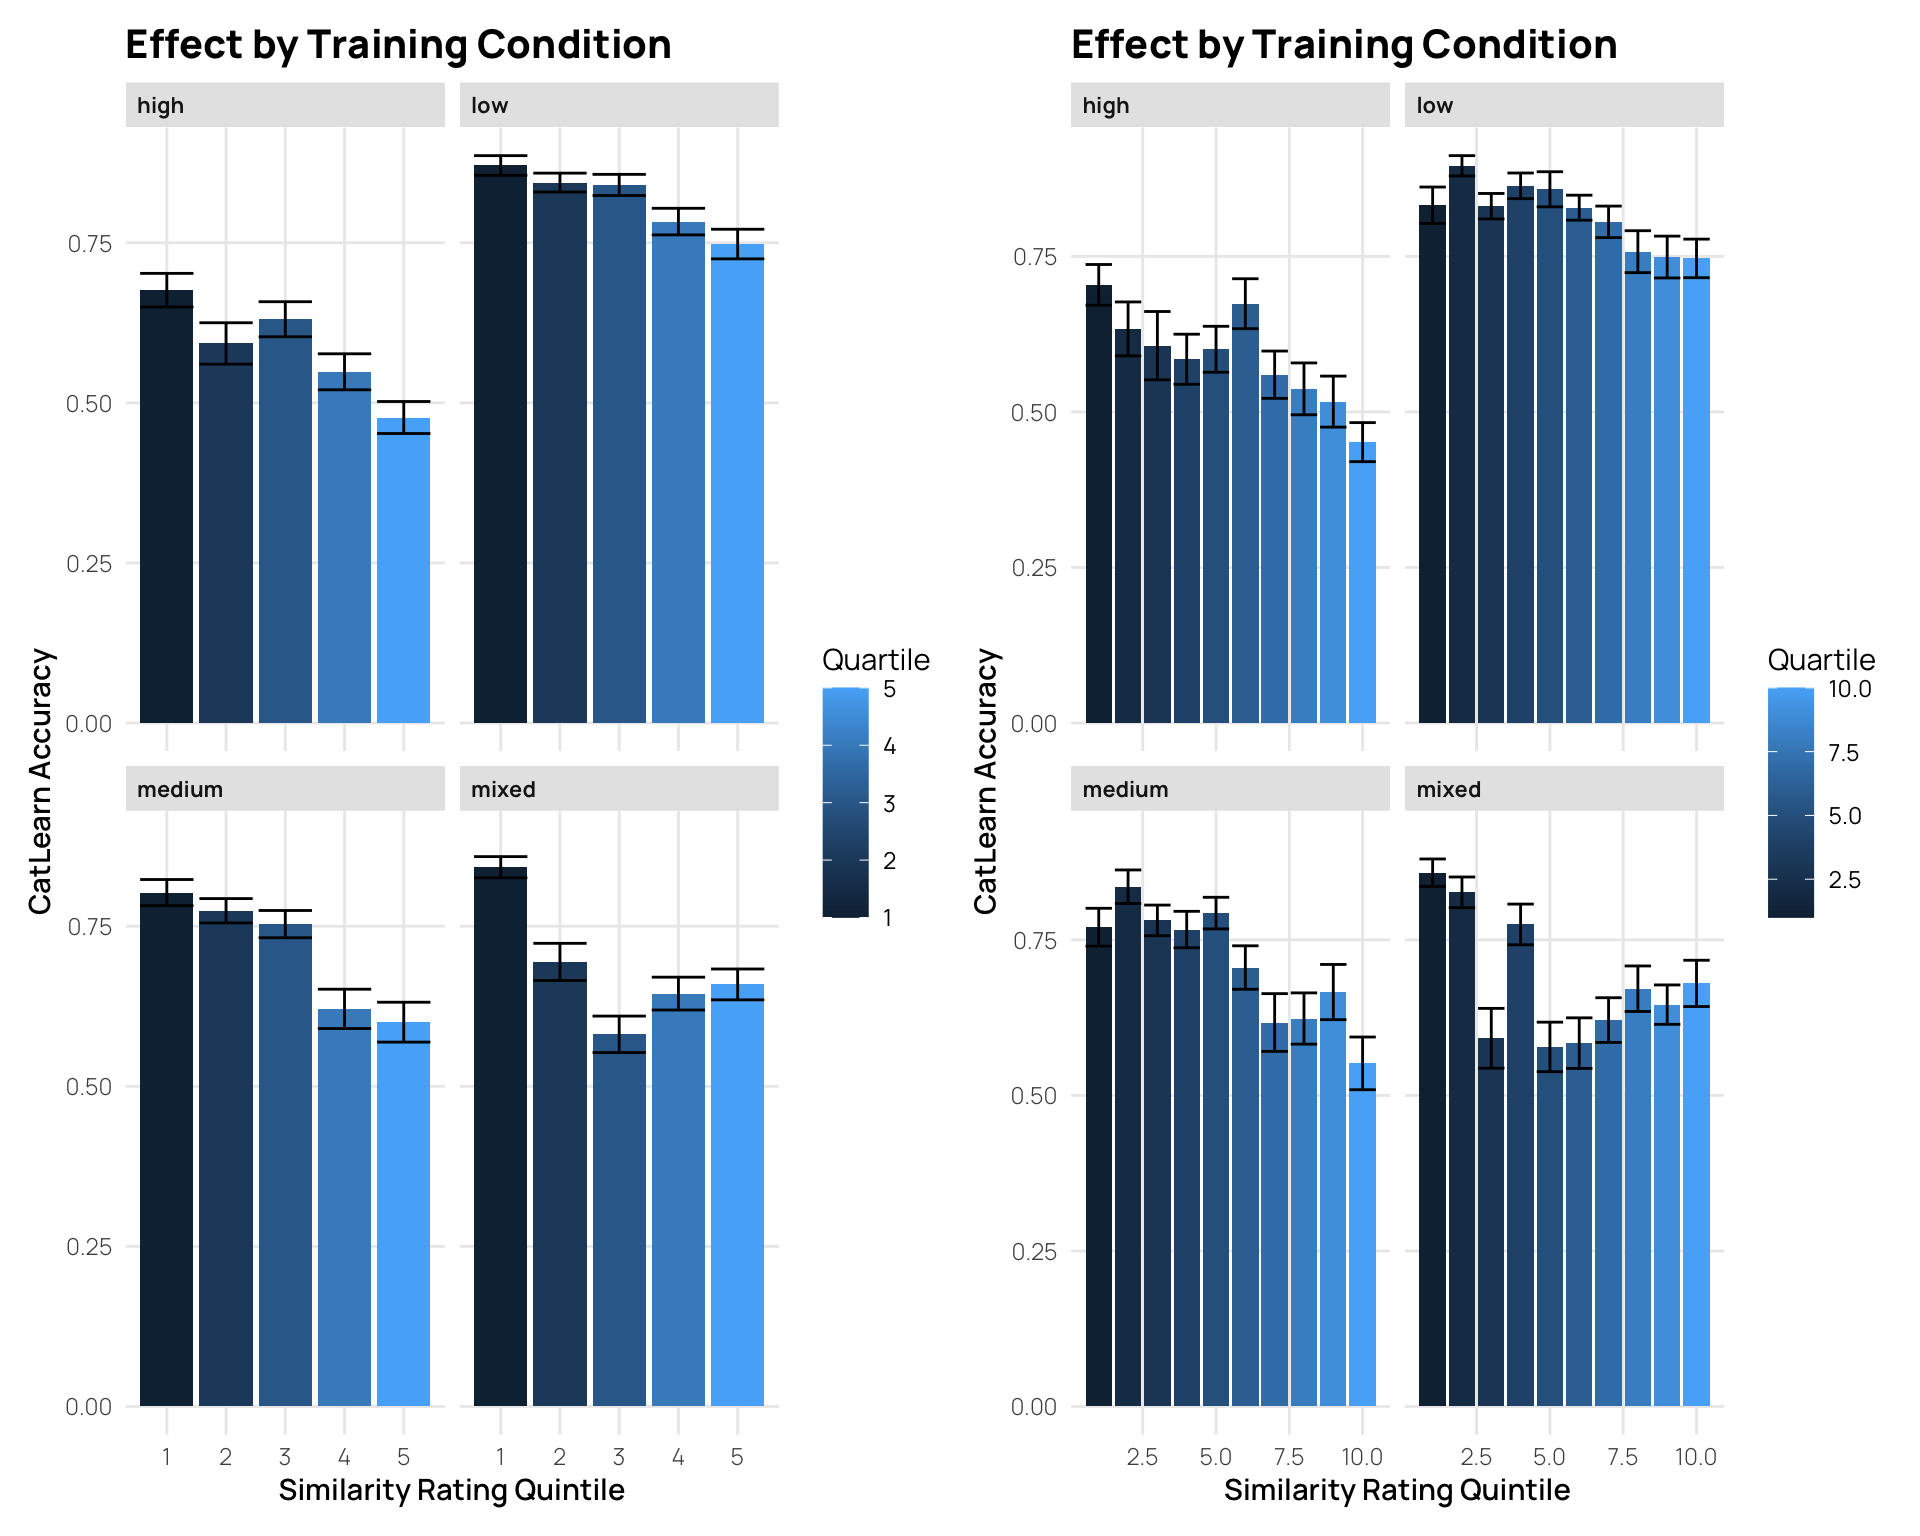 Effect by Training Condition
high
low
0.75
0.50
0.25
0.00
medium
mixed
0.75
0.50
0.25
0.00
1 2 3 4 5
1 2 3 4 5
Similarity Rating Quintile
CatLearn Accuracy
Quartile
5
4
3
2
1
Effect by Training Condition
high
low
0.75
0.50
0.25
0.00
medium
mixed
0.75
0.50
0.25
0.00
2.5 5.0 7.5 10.0
2.5 5.0 7.5 10.0
Similarity Rating Quintile
CatLearn Accuracy
Quartile
10.0
7.5
5.0
2.5